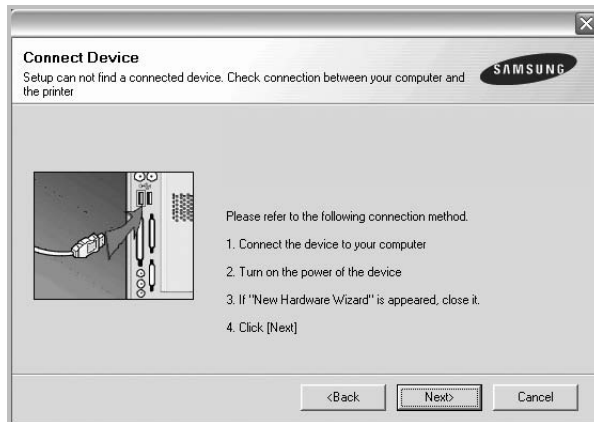 Connect Device
Setup can not find a connected device. Check connection between your computer and
the printer
SAMSUNG
Please refer to the following connection method.
1. Connect the device to your computer
2. Turn on the power of the device
3. If "New Hardware Wizard" is appeared, close it.
4. Click [Next]
<Back
Next>
Cancel